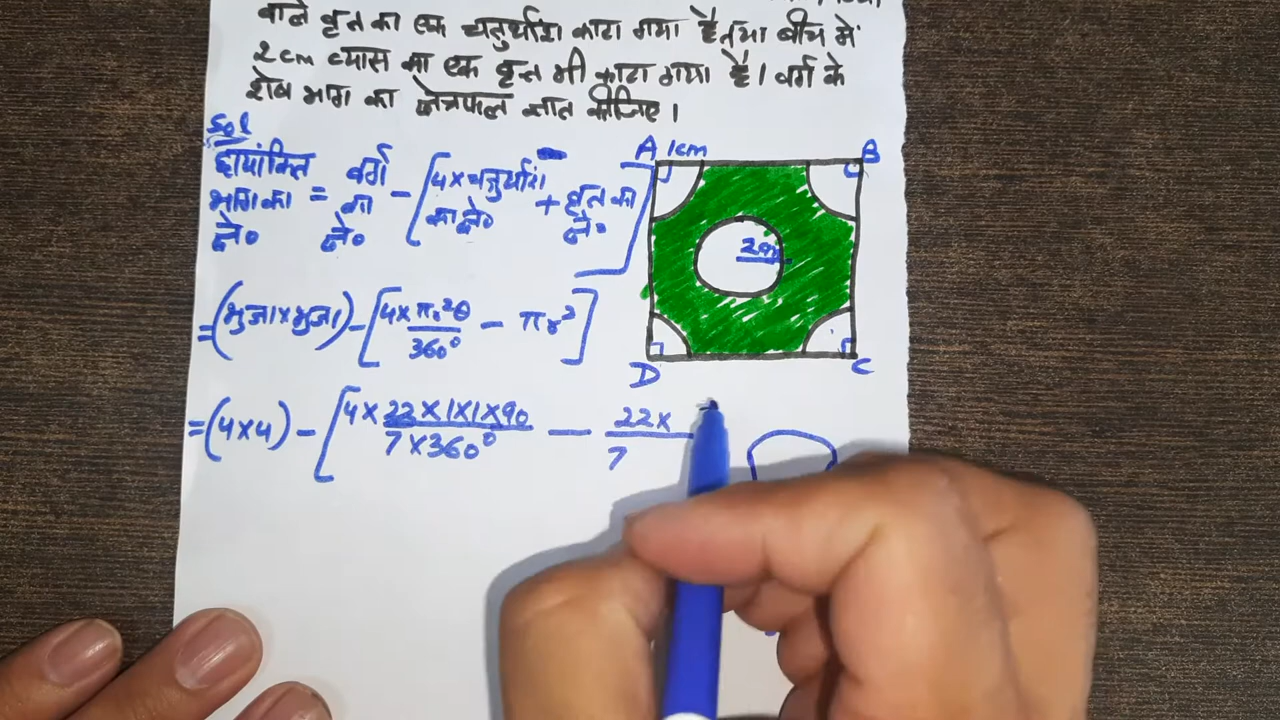 वाले वृत्त का एक चतुर्थांश काटा गया है तथा बीच में
2cm व्यास का एक वृत्त भी काटा गया है। वर्ग के
शेष भाग का क्षेत्रफल ज्ञात कीजिए।
Sol
छायांकित भाग का क्षे० = वर्ग का क्षे० - [4×चतुर्थांश का क्षे० + वृत्त का क्षे०]
=(भुजा×भुजा)-[4×πr²θ/360° - πr²]
=(4×4)-[4×22×1×1×90/7×360° - 22×/7
A 1cm B
2cm
D C